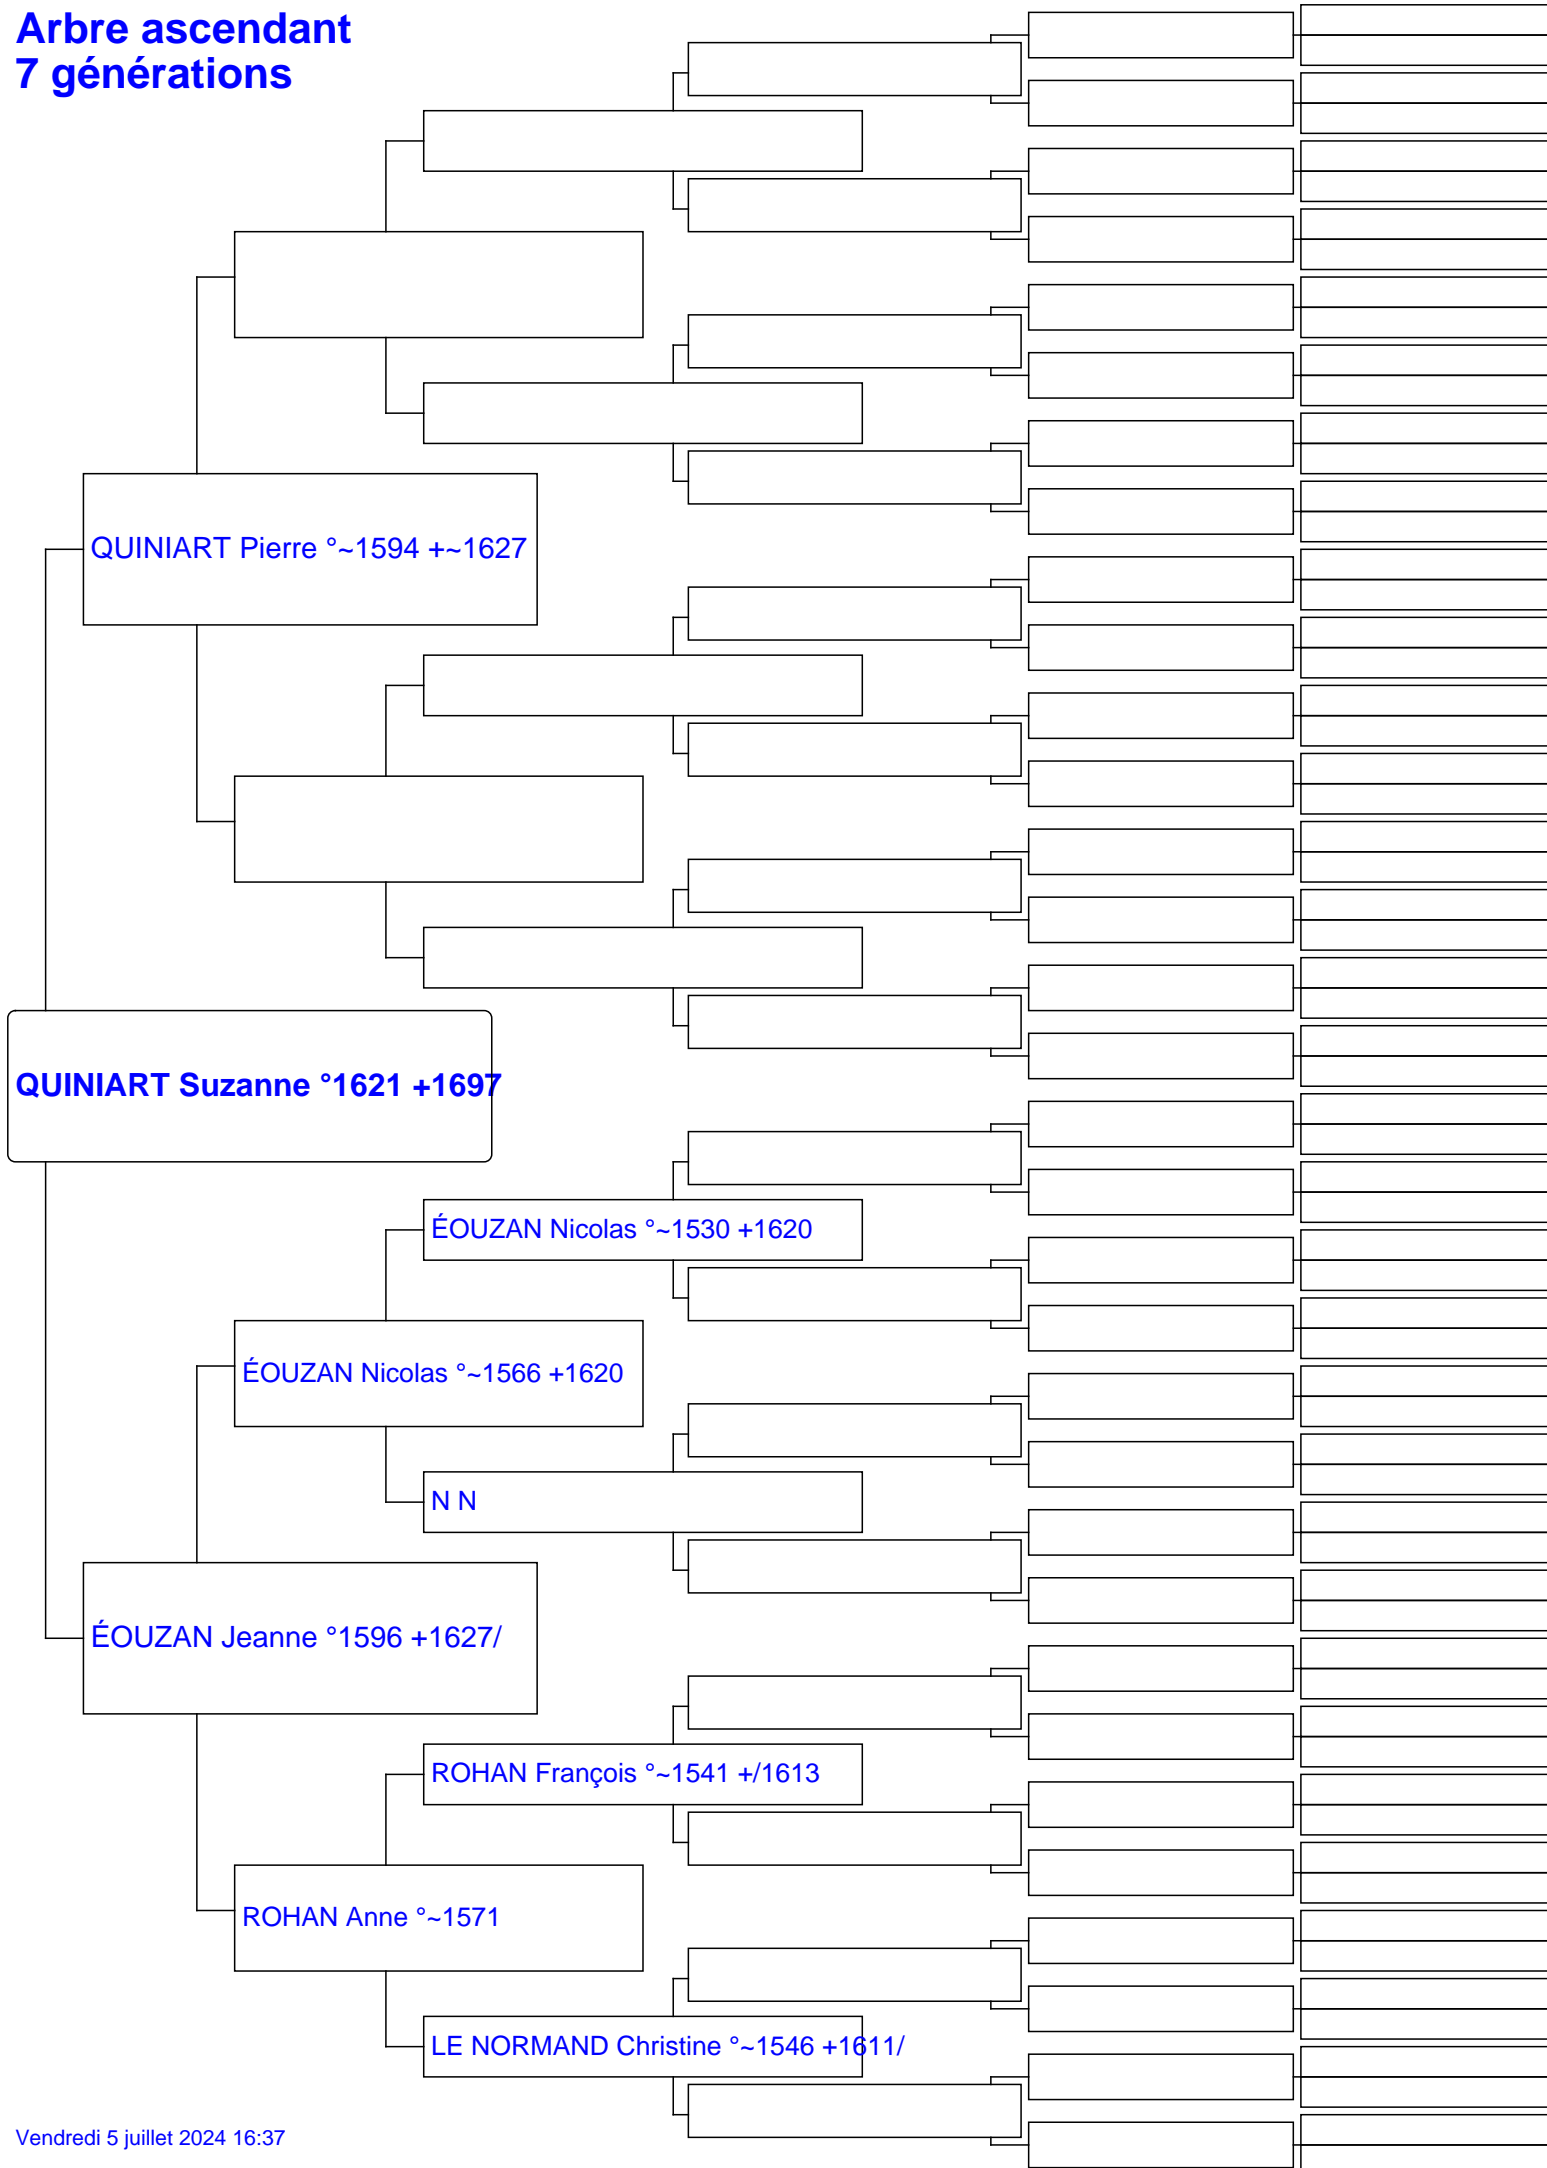 Arbre ascendant
7 générations
QUINIART Pierre °~1594 +~1627
QUINIART Suzanne °1621 +1697
ÉOUZAN Nicolas °~1530 +1620
ÉOUZAN Nicolas °~1566 +1620
N N
ÉOUZAN Jeanne °1596 +1627/
ROHAN François °~1541 +/1613
ROHAN Anne °~1571
LE NORMAND Christine °~1546 +1611/
Vendredi 5 juillet 2024 16:37